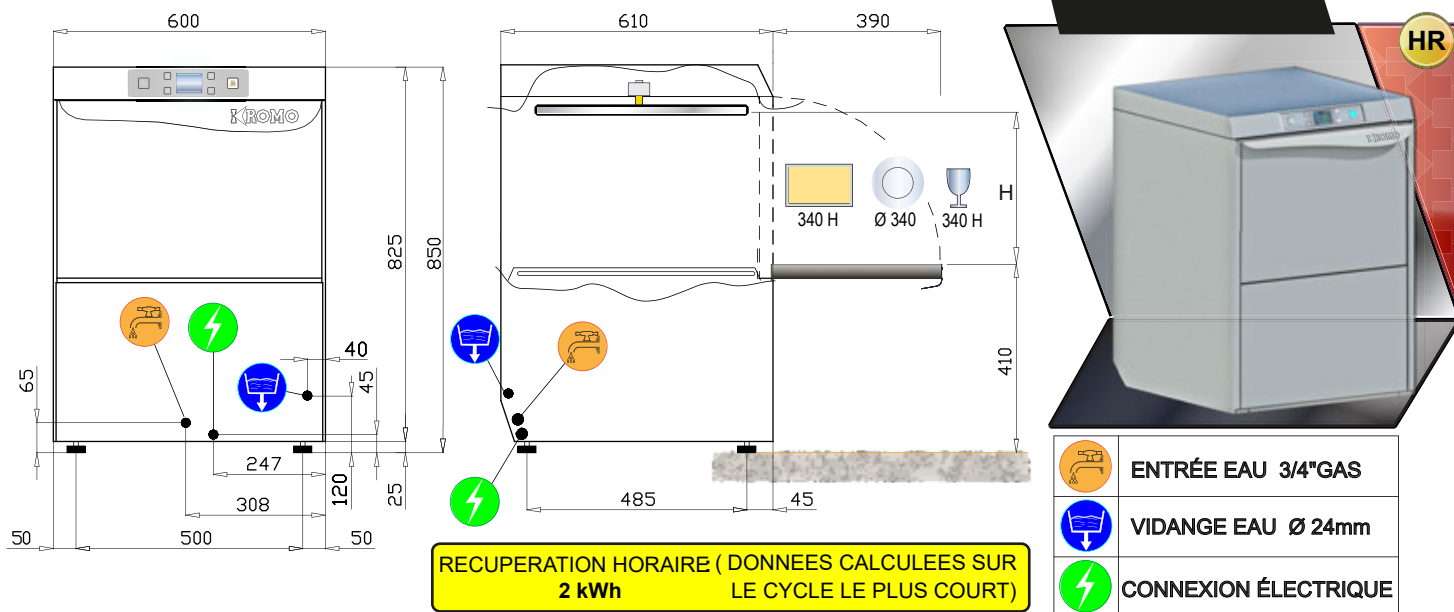 600
610
390
HR
KROMO
KROMO
340 H
Ø 340
340 H
H
825
850
410
65
40
45
247
120
25
308
50
500
50
485
45
ENTRÉE EAU 3/4"GAS
VIDANGE EAU Ø 24mm
CONNEXION ÉLECTRIQUE
RECUPERATION HORAIRE ( DONNEES CALCULEES SUR
2 kWh LE CYCLE LE PLUS COURT)